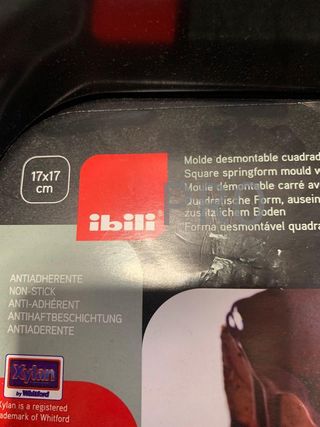 17x17
cm
ibili
Molde desmontable cuadrad
Square springform mould w
Moule démontable carré av
Quadratische Form, ausein
zusätzlichem Boden
Forma desmontável quadra
ANTIADHERENTE
NON-STICK
ANTI-ADHÉRENT
ANTIHAFTBESCHICHTUNG
ANTIADERENTE
Xylan
by Whitford
Xylan is a registered
ademark of Whitford